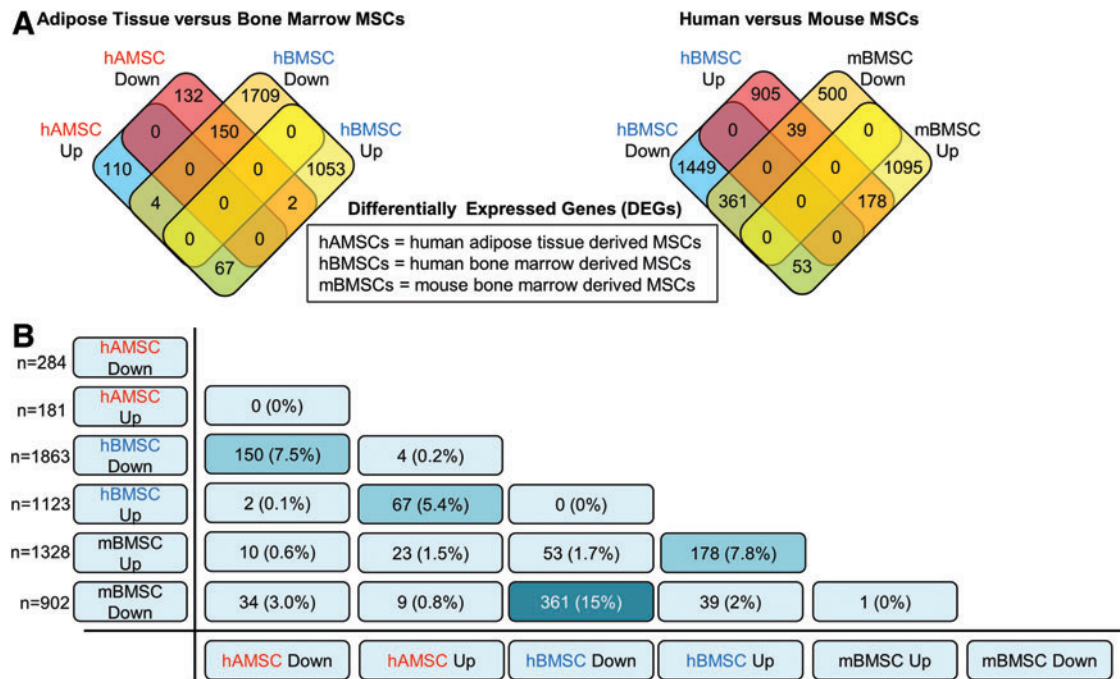 A
Adipose Tissue versus Bone Marrow MSCs
hAMSC
Down
hBMSC
Down
hAMSC
Up
hBMSC
Up
132
1709
0
150
0
110
0
0
1053
4
0
2
0
0
67
Human versus Mouse MSCs
hBMSC
Up
mBMSC
Down
hBMSC
Down
mBMSC
Up
905
500
0
39
0
1449
0
0
1095
361
0
178
0
0
53
Differentially Expressed Genes (DEGs)
hAMSCs = human adipose tissue derived MSCs
hBMSCs = human bone marrow derived MSCs
mBMSCs = mouse bone marrow derived MSCs
B
n=284 hAMSC Down
n=181 hAMSC Up 0 (0%)
n=1863 hBMSC Down 150 (7.5%) 4 (0.2%)
n=1123 hBMSC Up 2 (0.1%) 67 (5.4%) 0 (0%)
n=1328 mBMSC Up 10 (0.6%) 23 (1.5%) 53 (1.7%) 178 (7.8%)
n=902 mBMSC Down 34 (3.0%) 9 (0.8%) 361 (15%) 39 (2%) 1 (0%)
hAMSC Down hAMSC Up hBMSC Down hBMSC Up mBMSC Up mBMSC Down